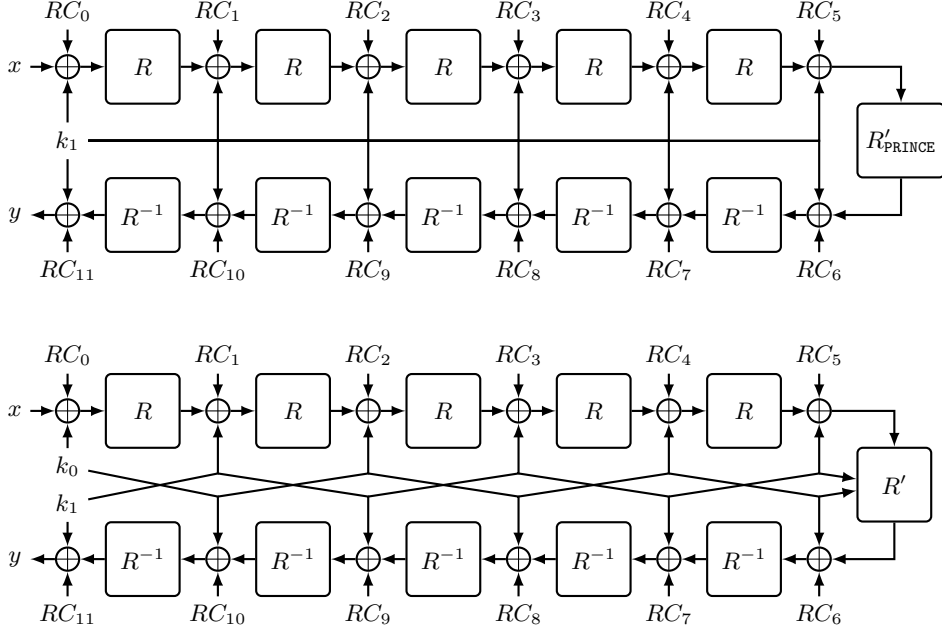 RC₀ RC₁ RC₂ RC₃ RC₄ RC₅
x R R R R R
k₁ R′PRINCE
y R⁻¹ R⁻¹ R⁻¹ R⁻¹ R⁻¹
RC₁₁ RC₁₀ RC₉ RC₈ RC₇ RC₆
RC₀ RC₁ RC₂ RC₃ RC₄ RC₅
x R R R R R
k₀
R′
k₁
y R⁻¹ R⁻¹ R⁻¹ R⁻¹ R⁻¹
RC₁₁ RC₁₀ RC₉ RC₈ RC₇ RC₆